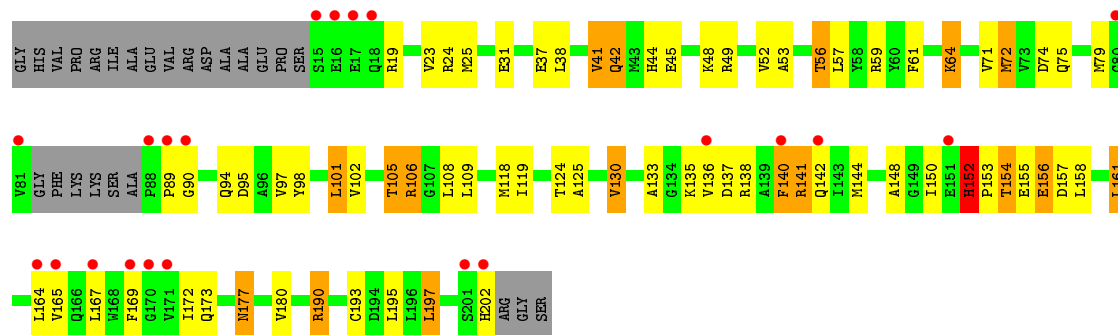 GLY HIS VAL PRO ARG ILE ALA GLU VAL ARG ASP ALA ALA GLU PRO SER S15 E16 E17 Q18 R19 V23 R24 M25 E31 E37 L38 V41 Q42 M43 H44 E45 K48 R49 V52 A53 T56 L57 Y58 R59 Y60 F61 K64 V71 M72 V73 D74 Q75 M79 G80
V81 GLY PHE LYS LYS SER ALA P88 P89 G90 Q94 D95 A96 V97 Y98 L101 V102 T105 R106 G107 L108 L109 M118 I119 T124 A125 V130 A133 G134 K135 V136 D137 R138 A139 F140 R141 Q142 I143 M144 A148 G149 I150 E151 H152 P153 T154 E155 E156 D157 L158 L161
L164 V165 Q166 L167 W168 F169 G170 V171 I172 Q173 N177 V180 R190 C193 D194 L195 L196 L197 S201 H202 ARG GLY SER